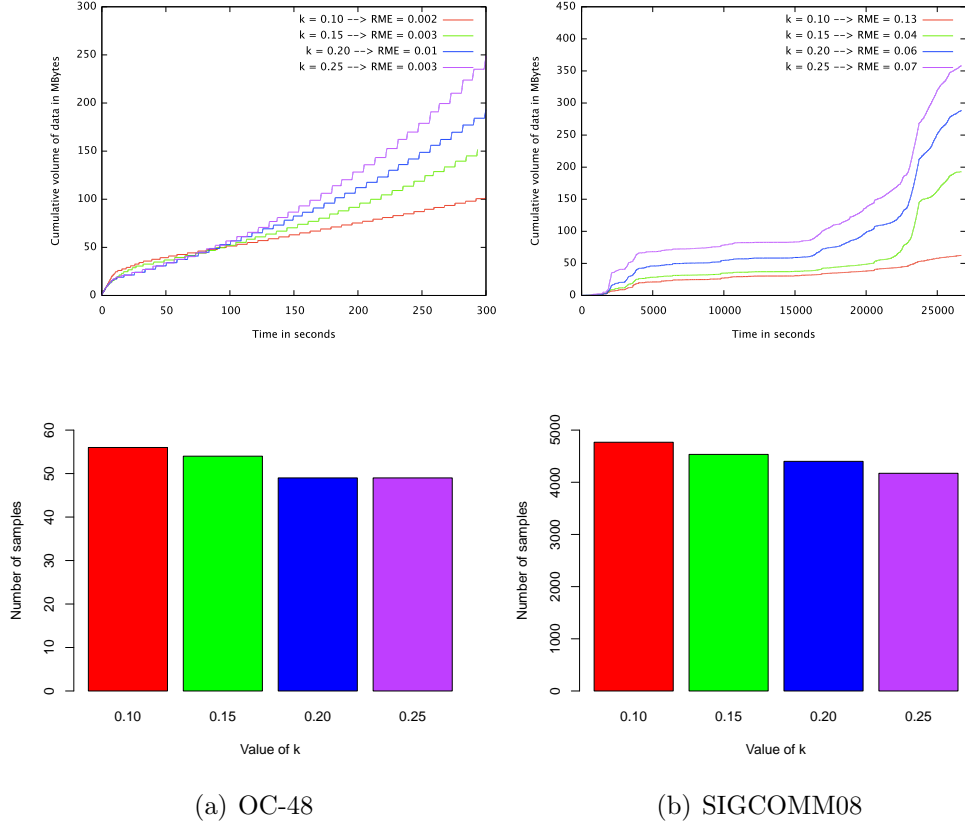 300
250
200
150
100
50
0
0 50 100 150 200 250 300
Cumulative volume of data in MBytes
Time in seconds
k = 0.10 --> RME = 0.002
k = 0.15 --> RME = 0.003
k = 0.20 --> RME = 0.01
k = 0.25 --> RME = 0.003
450
400
350
300
250
200
150
100
50
0
0 5000 10000 15000 20000 25000
Cumulative volume of data in MBytes
Time in seconds
k = 0.10 --> RME = 0.13
k = 0.15 --> RME = 0.04
k = 0.20 --> RME = 0.06
k = 0.25 --> RME = 0.07
60
50
40
30
20
10
0
Number of samples
0.10 0.15 0.20 0.25
Value of k
5000
4000
3000
2000
1000
0
Number of samples
0.10 0.15 0.20 0.25
Value of k
(a) OC-48
(b) SIGCOMM08